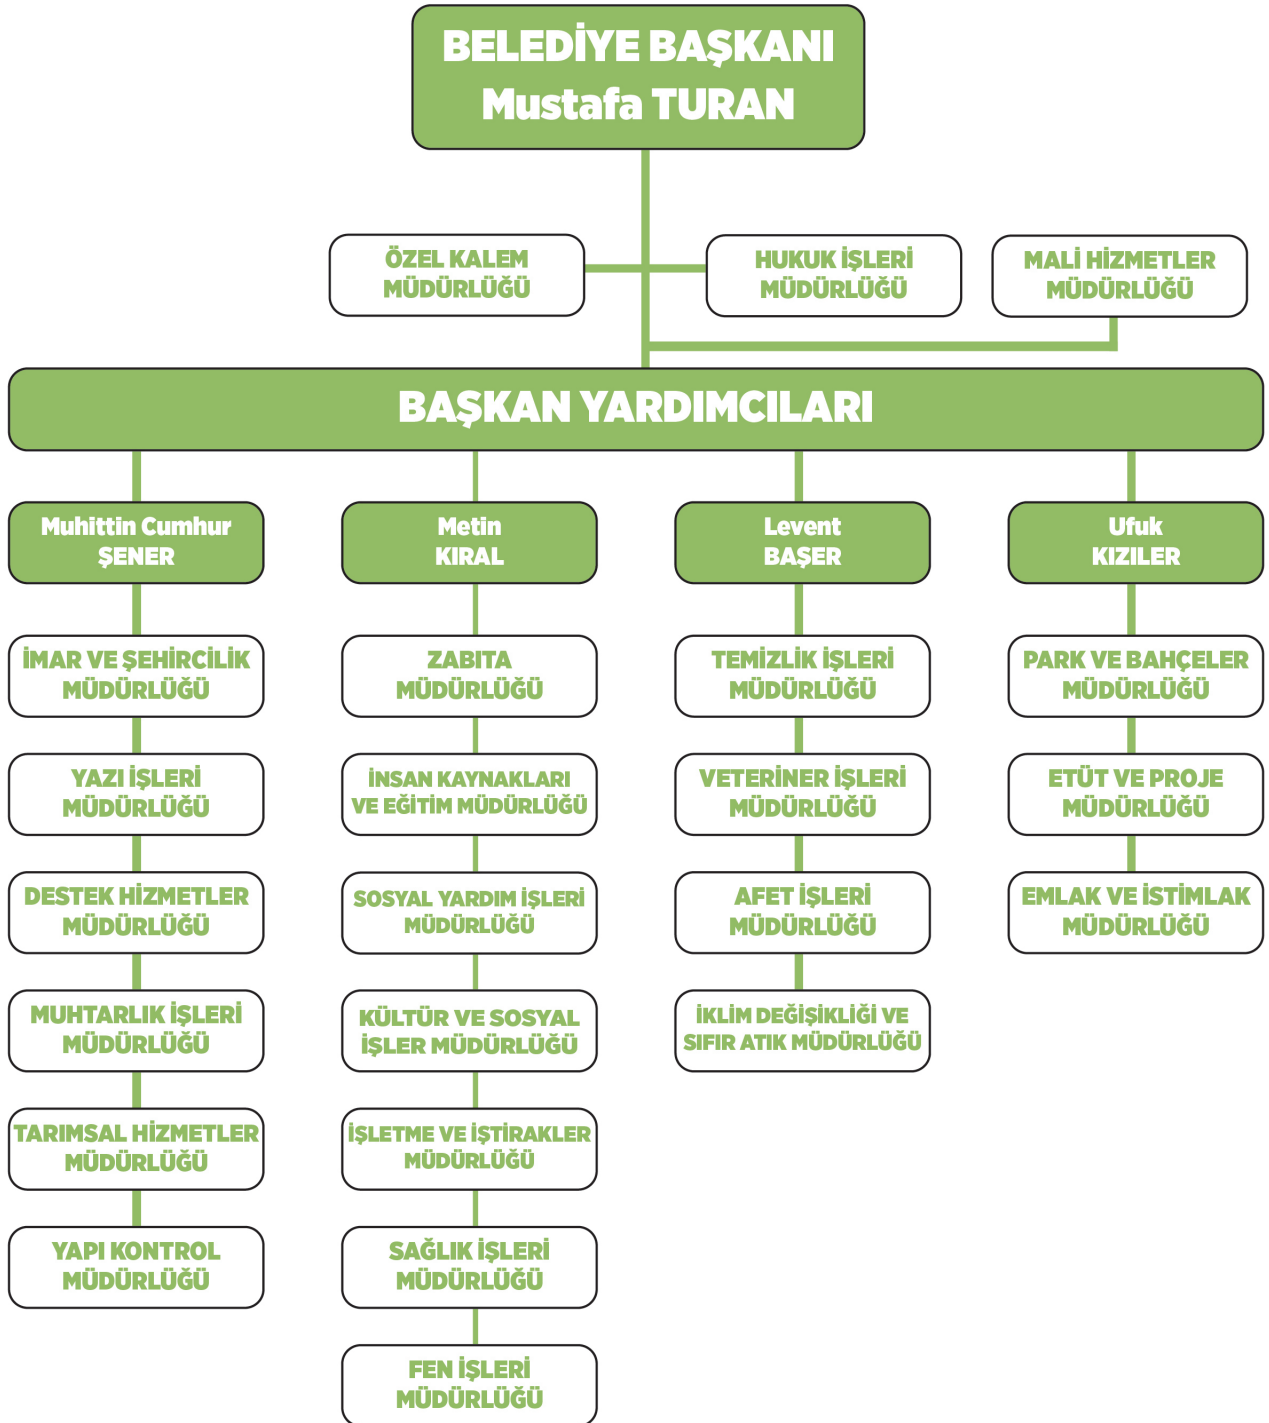 BELEDİYE BAŞKANI
Mustafa TURAN
ÖZEL KALEM
MÜDÜRLÜĞÜ
HUKUK İŞLERİ
MÜDÜRLÜĞÜ
MALİ HİZMETLER
MÜDÜRLÜĞÜ
BAŞKAN YARDIMCILARI
Muhittin Cumhur
ŞENER
İMAR VE ŞEHİRCİLİK
MÜDÜRLÜĞÜ
YAZI İŞLERİ
MÜDÜRLÜĞÜ
DESTEK HİZMETLER
MÜDÜRLÜĞÜ
MUHTARLIK İŞLERİ
MÜDÜRLÜĞÜ
TARIMSAL HİZMETLER
MÜDÜRLÜĞÜ
YAPI KONTROL
MÜDÜRLÜĞÜ
Metin
KIRAL
ZABITA
MÜDÜRLÜĞÜ
İNSAN KAYNAKLARI
VE EĞİTİM MÜDÜRLÜĞÜ
SOSYAL YARDIM İŞLERİ
MÜDÜRLÜĞÜ
KÜLTÜR VE SOSYAL
İŞLER MÜDÜRLÜĞÜ
İŞLETME VE İŞTİRAKLER
MÜDÜRLÜĞÜ
SAĞLIK İŞLERİ
MÜDÜRLÜĞÜ
FEN İŞLERİ
MÜDÜRLÜĞÜ
Levent
BAŞER
TEMİZLİK İŞLERİ
MÜDÜRLÜĞÜ
VETERİNER İŞLERİ
MÜDÜRLÜĞÜ
AFET İŞLERİ
MÜDÜRLÜĞÜ
İKLİM DEĞİŞİKLİĞİ VE
SIFIR ATIK MÜDÜRLÜĞÜ
Ufuk
KIZILER
PARK VE BAHÇELER
MÜDÜRLÜĞÜ
ETÜT VE PROJE
MÜDÜRLÜĞÜ
EMLAK VE İSTİMLAK
MÜDÜRLÜĞÜ